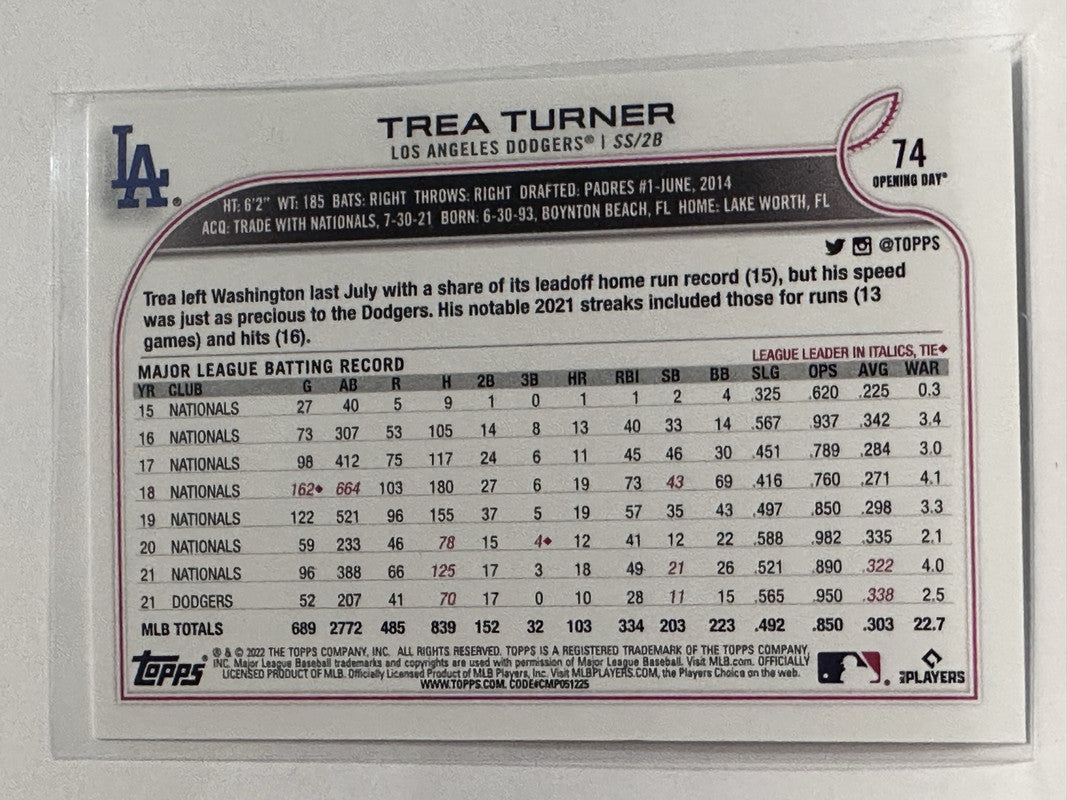 LA
TREA TURNER
LOS ANGELES DODGERS® | SS/2B
74
OPENING DAY®
HT: 6'2" WT: 185 BATS: RIGHT THROWS: RIGHT DRAFTED: PADRES #1-JUNE, 2014
ACQ: TRADE WITH NATIONALS, 7-30-21 BORN: 6-30-93, BOYNTON BEACH, FL HOME: LAKE WORTH, FL
@TOPPS
Trea left Washington last July with a share of its leadoff home run record (15), but his speed
was just as precious to the Dodgers. His notable 2021 streaks included those for runs (13
games) and hits (16).
MAJOR LEAGUE BATTING RECORD LEAGUE LEADER IN ITALICS, TIE◆
YR CLUB G AB R H 2B 3B HR RBI SB BB SLG OPS AVG WAR
15 NATIONALS 27 40 5 9 1 0 1 1 2 4 .325 .620 .225 0.3
16 NATIONALS 73 307 53 105 14 8 13 40 33 14 .567 .937 .342 3.4
17 NATIONALS 98 412 75 117 24 6 11 45 46 30 .451 .789 .284 3.0
18 NATIONALS 162◆ 664 103 180 27 6 19 73 43 69 .416 .760 .271 4.1
19 NATIONALS 122 521 96 155 37 5 19 57 35 43 .497 .850 .298 3.3
20 NATIONALS 59 233 46 78 15 4◆ 12 41 12 22 .588 .982 .335 2.1
21 NATIONALS 96 388 66 125 17 3 18 49 21 26 .521 .890 .322 4.0
21 DODGERS 52 207 41 70 17 0 10 28 11 15 .565 .950 .338 2.5
MLB TOTALS 689 2772 485 839 152 32 103 334 203 223 .492 .850 .303 22.7
Topps
® & © 2022 THE TOPPS COMPANY, INC. ALL RIGHTS RESERVED. TOPPS IS A REGISTERED TRADEMARK OF THE TOPPS COMPANY,
INC. Major League Baseball trademarks and copyrights are used with permission of Major League Baseball. Visit MLB.com. OFFICIALLY
LICENSED PRODUCT OF MLB. Officially Licensed Product of MLB Players, Inc. Visit MLBPLAYERS.COM, the Players Choice on the web.
WWW.TOPPS.COM. CODE#CMP051225
MLBPLAYERS